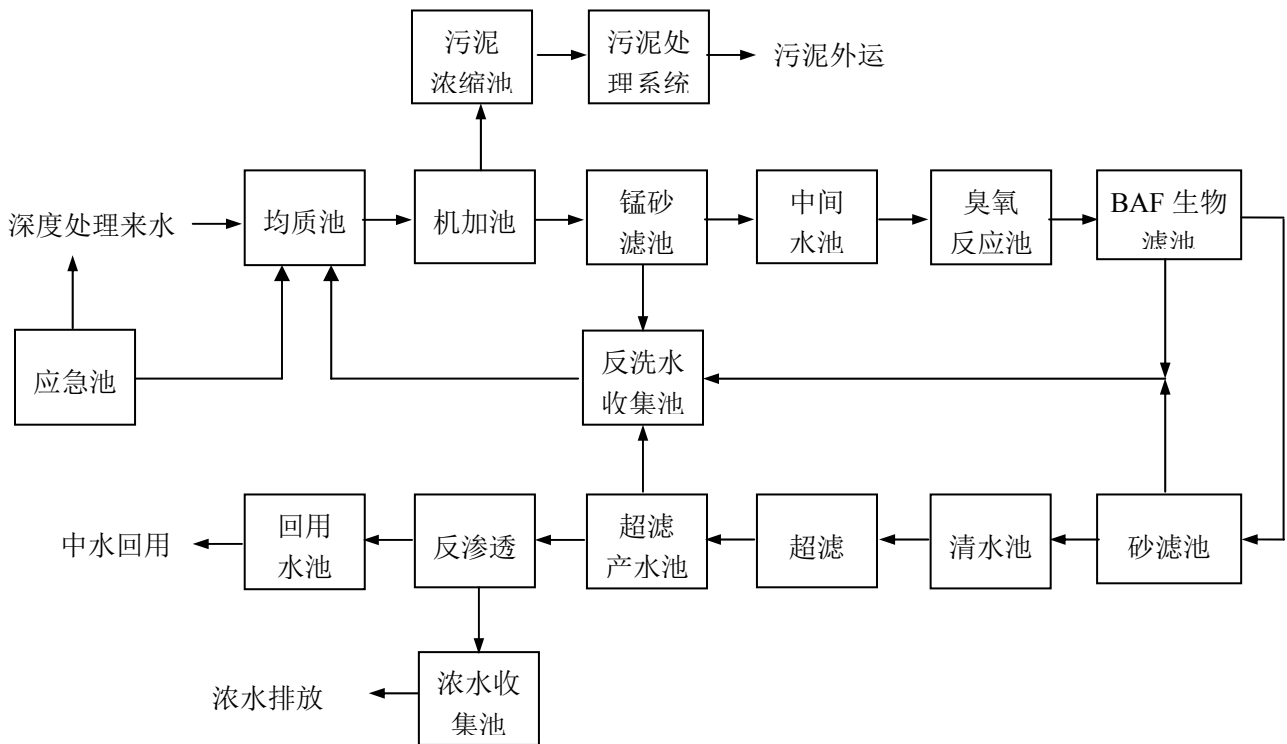 污泥
浓缩池
污泥处
理系统
污泥外运
深度处理来水
均质池
机加池
锰砂
滤池
中间
水池
臭氧
反应池
BAF 生物
滤池
应急池
反洗水
收集池
中水回用
回用
水池
反渗透
超滤
产水池
超滤
清水池
砂滤池
浓水排放
浓水收
集池